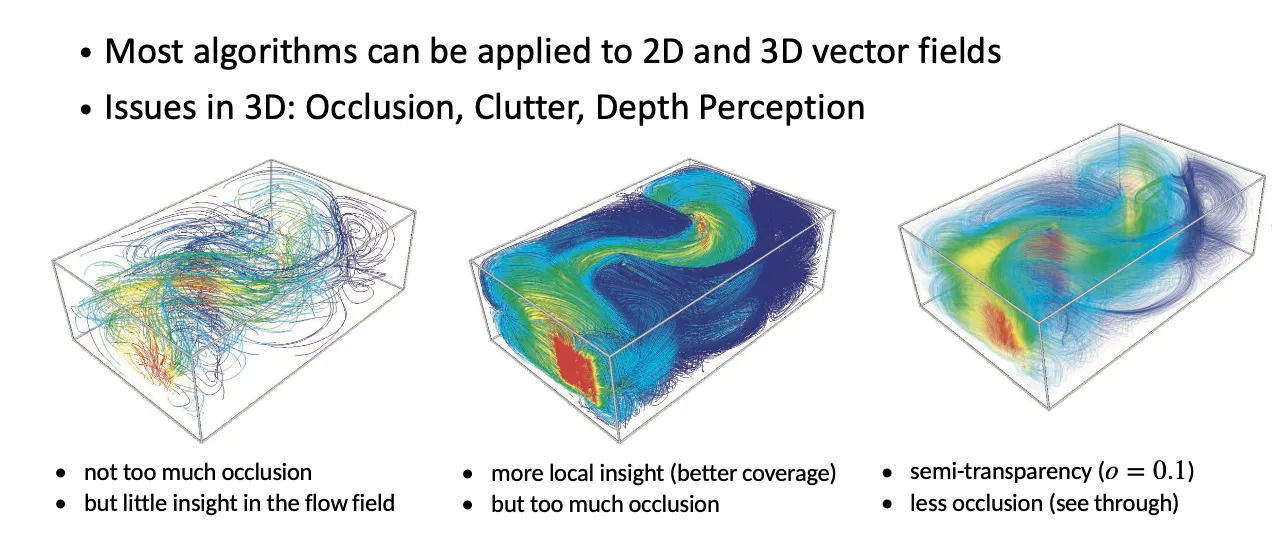 • Most algorithms can be applied to 2D and 3D vector fields
• Issues in 3D: Occlusion, Clutter, Depth Perception
• not too much occlusion
• but little insight in the flow field
• more local insight (better coverage)
• but too much occlusion
• semi-transparency (o = 0.1)
• less occlusion (see through)